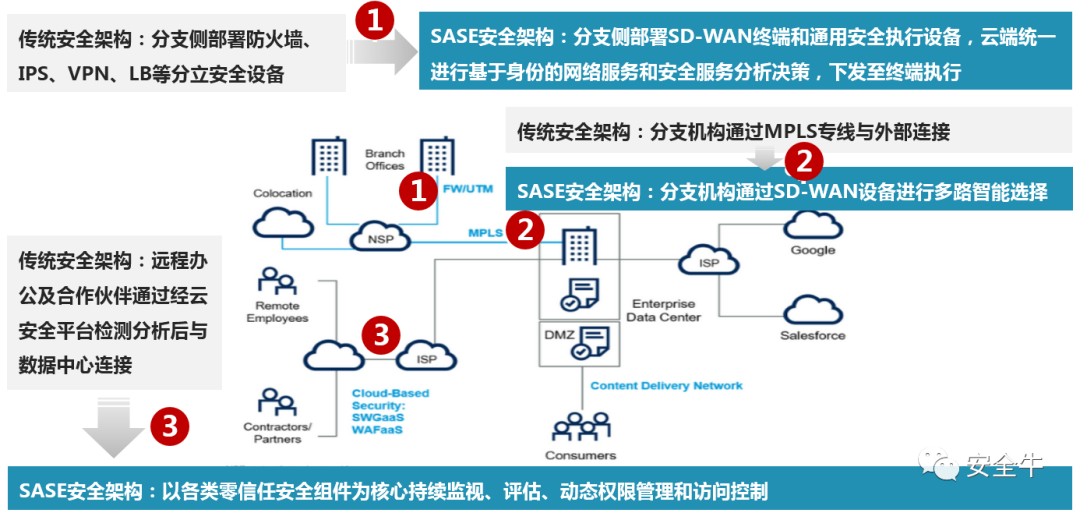 传统安全架构：分支侧部署防火墙、
IPS、VPN、LB等分立安全设备
1
SASE安全架构：分支侧部署SD-WAN终端和通用安全执行设备，云端统一
进行基于身份的网络服务和安全服务分析决策，下发至终端执行
传统安全架构：分支机构通过MPLS专线与外部连接
2
SASE安全架构：分支机构通过SD-WAN设备进行多路智能选择
Branch
Offices
1
FW/UTM
Colocation
NSP
MPLS
2
ISP
Google
Salesforce
Enterprise
Data Center
DMZ
Content Delivery Network
Consumers
传统安全架构：远程办
公及合作伙伴通过经云
安全平台检测分析后与
数据中心连接
Remote
Employees
3
ISP
Cloud-Based
Security:
SWGaaS
WAFaaS
Contractors/
Partners
3
安全牛
SASE安全架构：以各类零信任安全组件为核心持续监视、评估、动态权限管理和访问控制